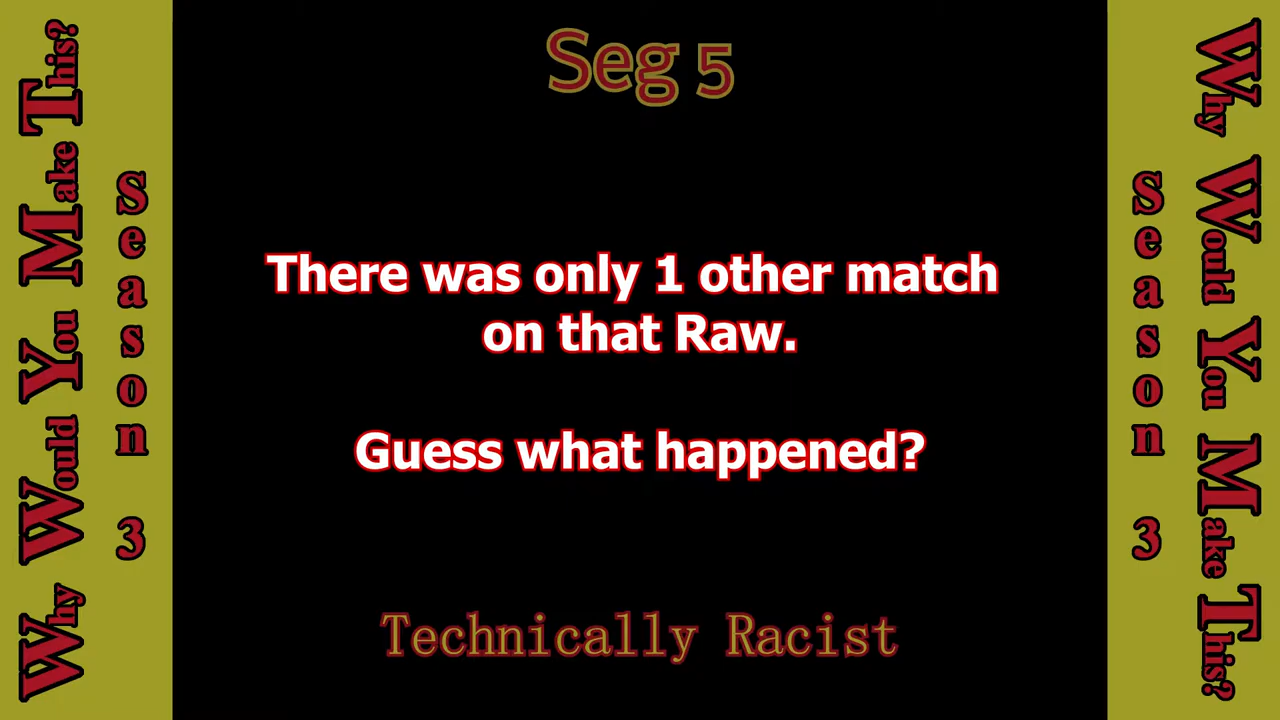 Why Would You Make This?
Season 3
Seg 5
There was only 1 other match
on that Raw.
Guess what happened?
Technically Racist
Season 3
Why Would You Make This?